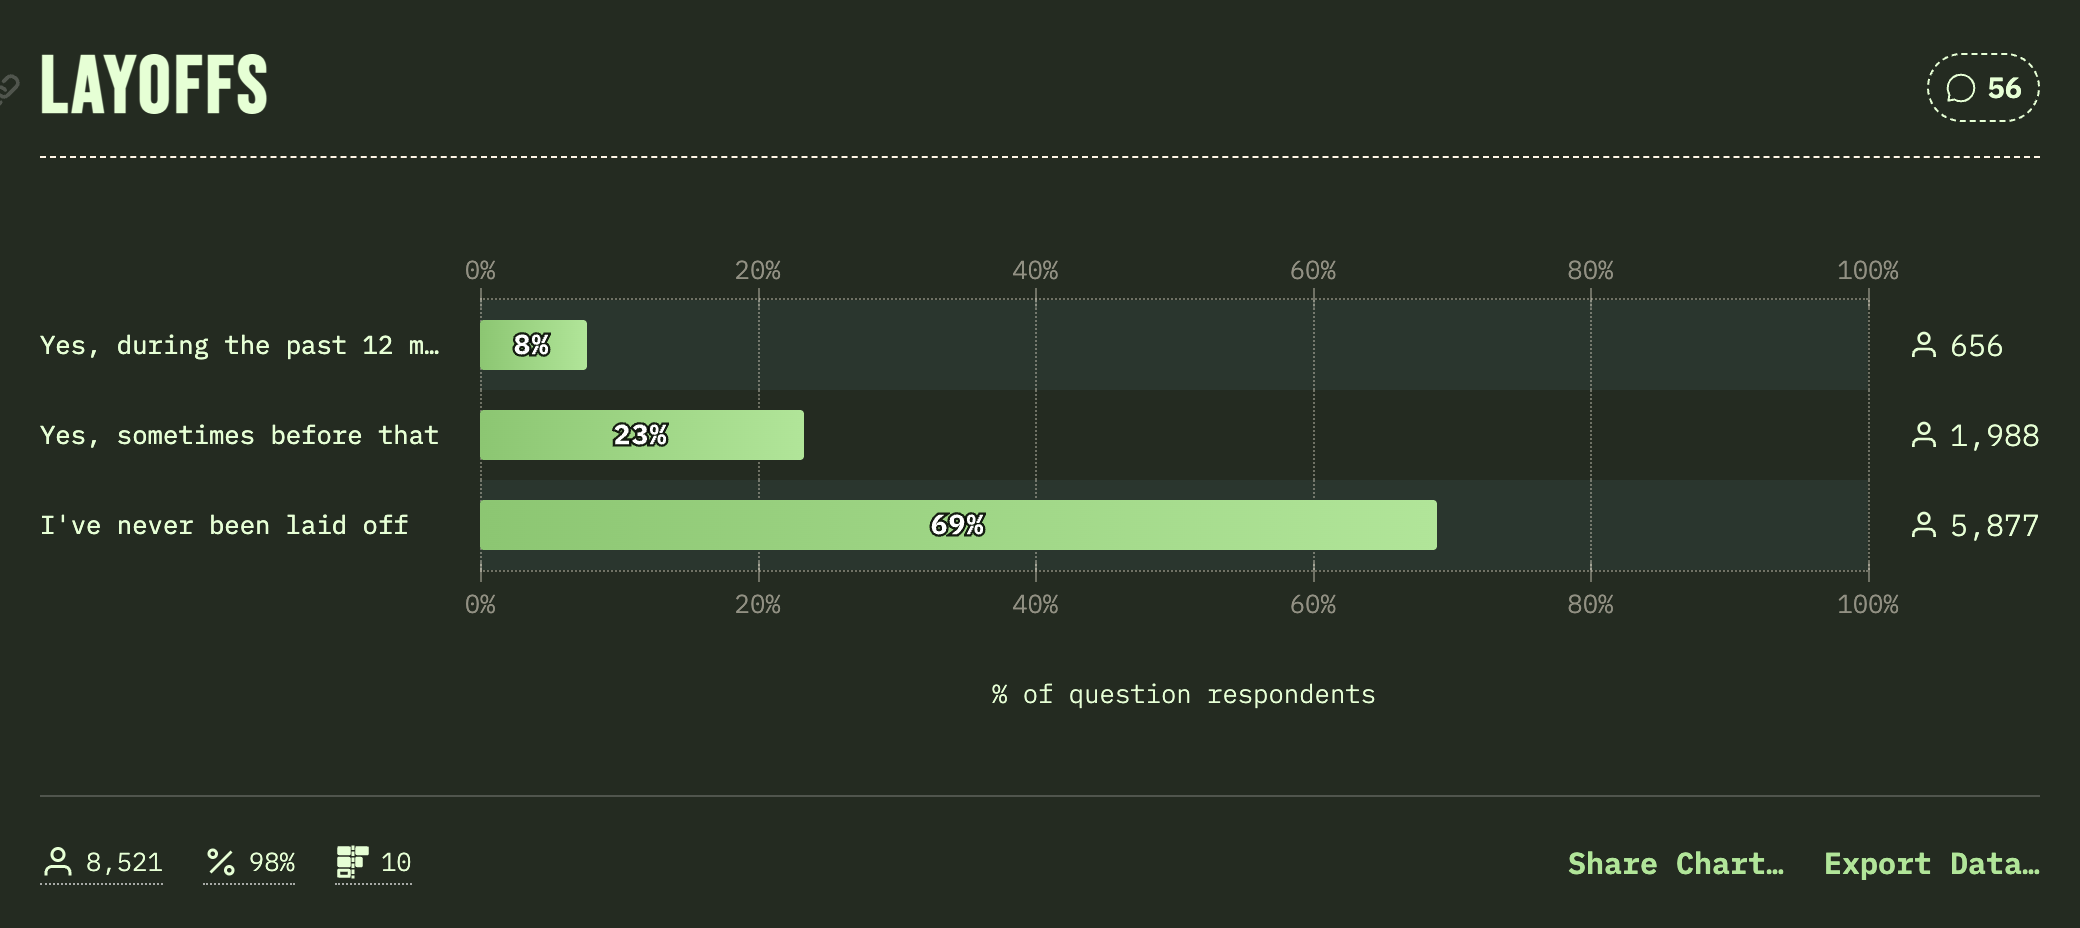 LAYOFFS
56
0% 20% 40% 60% 80% 100%
Yes, during the past 12 m… 8% 656
Yes, sometimes before that 23% 1,988
I've never been laid off 69% 5,877
0% 20% 40% 60% 80% 100%
% of question respondents
8,521 98% 10 Share Chart… Export Data…